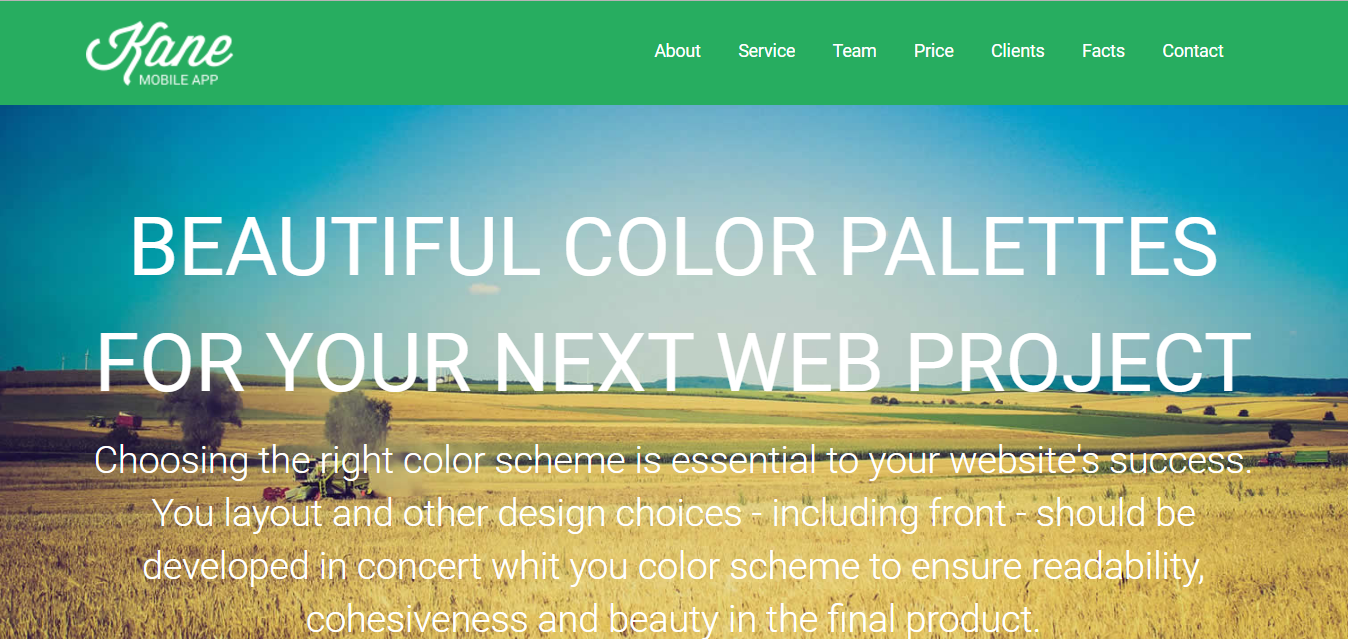 Kane
MOBILE APP
About Service Team Price Clients Facts Contact
BEAUTIFUL COLOR PALETTES
FOR YOUR NEXT WEB PROJECT
Choosing the right color scheme is essential to your website's success.
You layout and other design choices - including front - should be
developed in concert whit you color scheme to ensure readability,
cohesiveness and beauty in the final product.